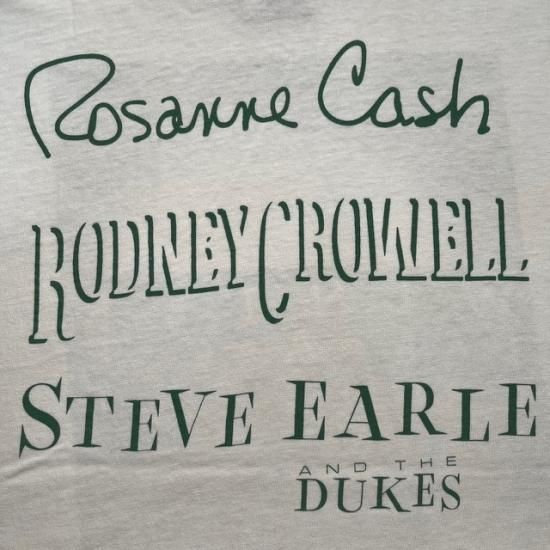 Rosanne Cash
RODNEY CROWELL
STEVE EARLE
AND THE
DUKES